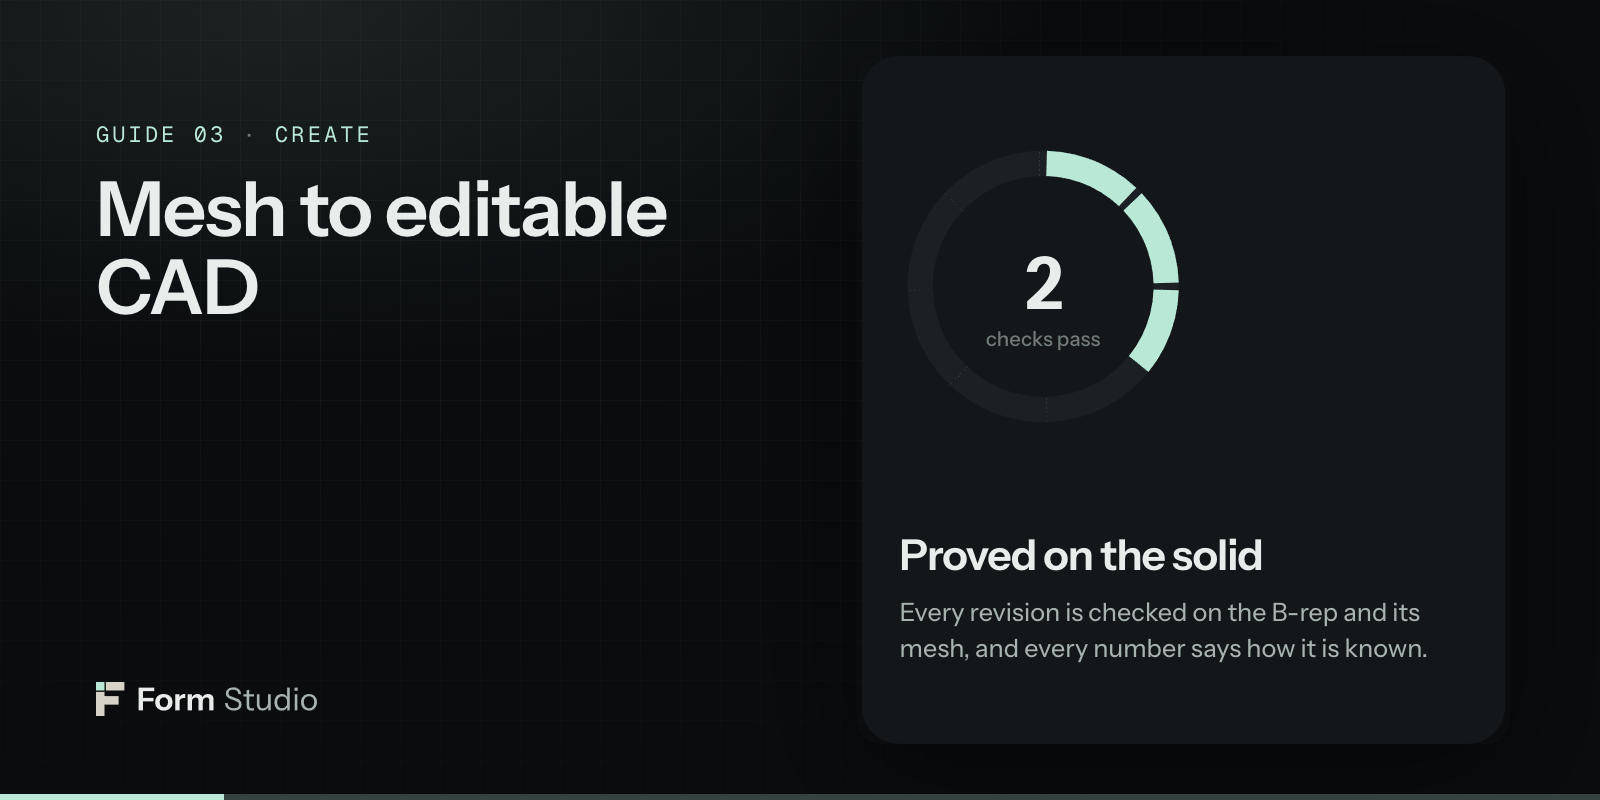 GUIDE 03 · CREATE
Mesh to editable
CAD
2
checks pass
Proved on the solid
Every revision is checked on the B-rep and its
mesh, and every number says how it is known.
Form Studio